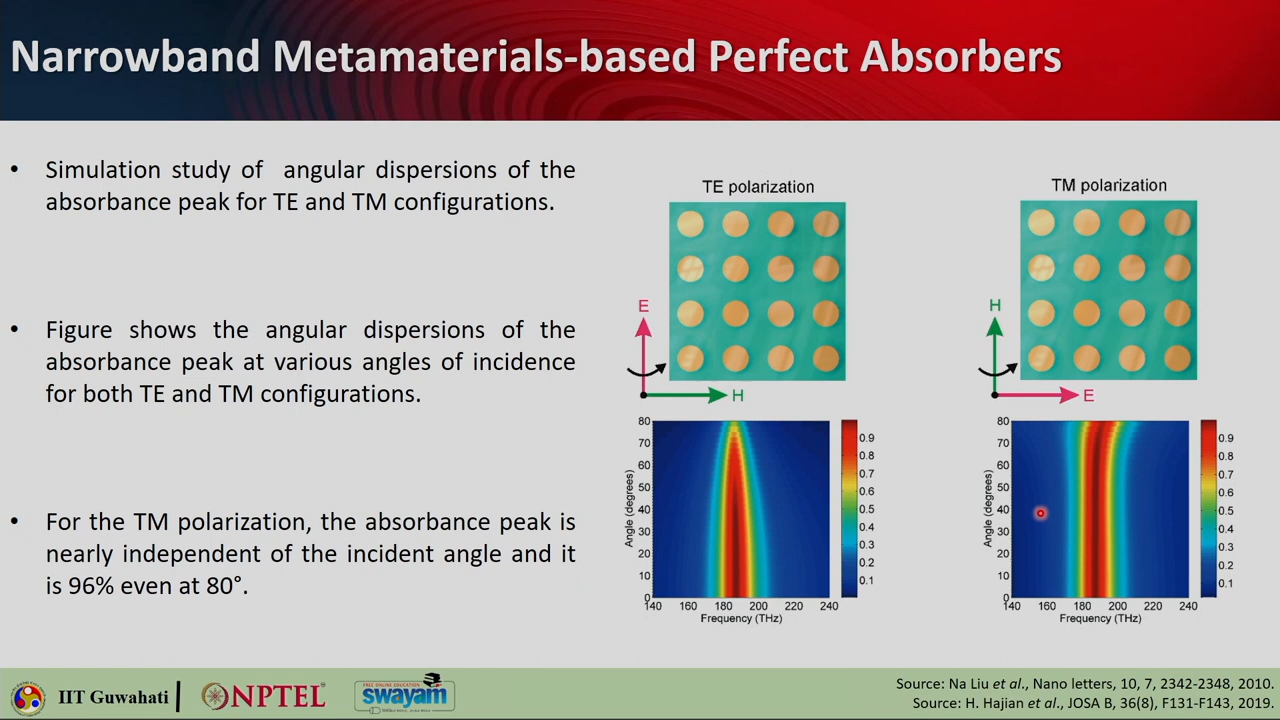 Narrowband Metamaterials-based Perfect Absorbers
• Simulation study of angular dispersions of the
absorbance peak for TE and TM configurations.
• Figure shows the angular dispersions of the
absorbance peak at various angles of incidence
for both TE and TM configurations.
• For the TM polarization, the absorbance peak is
nearly independent of the incident angle and it
is 96% even at 80°.
TE polarization
E
H
80
70
60
50
40
30
20
10
0
Angle (degrees)
140 160 180 200 220 240
Frequency (THz)
0.9
0.8
0.7
0.6
0.5
0.4
0.3
0.2
0.1
TM polarization
H
E
80
70
60
50
40
30
20
10
0
Angle (degrees)
140 160 180 200 220 240
Frequency (THz)
0.9
0.8
0.7
0.6
0.5
0.4
0.3
0.2
0.1
IIT Guwahati
NPTEL
FREE ONLINE EDUCATION
swayam
Source: Na Liu et al., Nano letters, 10, 7, 2342-2348, 2010.
Source: H. Hajian et al., JOSA B, 36(8), F131-F143, 2019.